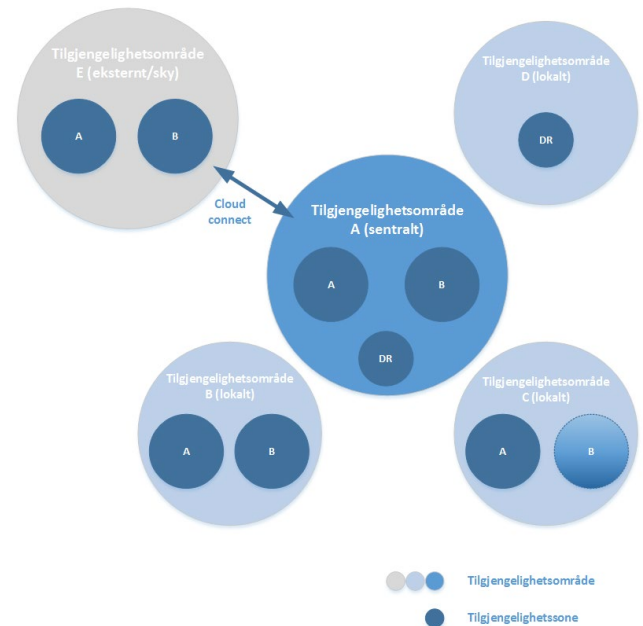 Tilgjengelighetsområde
E (eksternt/sky)
A
B
Tilgjengelighetsområde
D (lokalt)
DR
Cloud
connect
Tilgjengelighetsområde
A (sentralt)
A
B
DR
Tilgjengelighetsområde
B (lokalt)
A
B
Tilgjengelighetsområde
C (lokalt)
A
B
Tilgjengelighetsområde
Tilgjengelighetssone